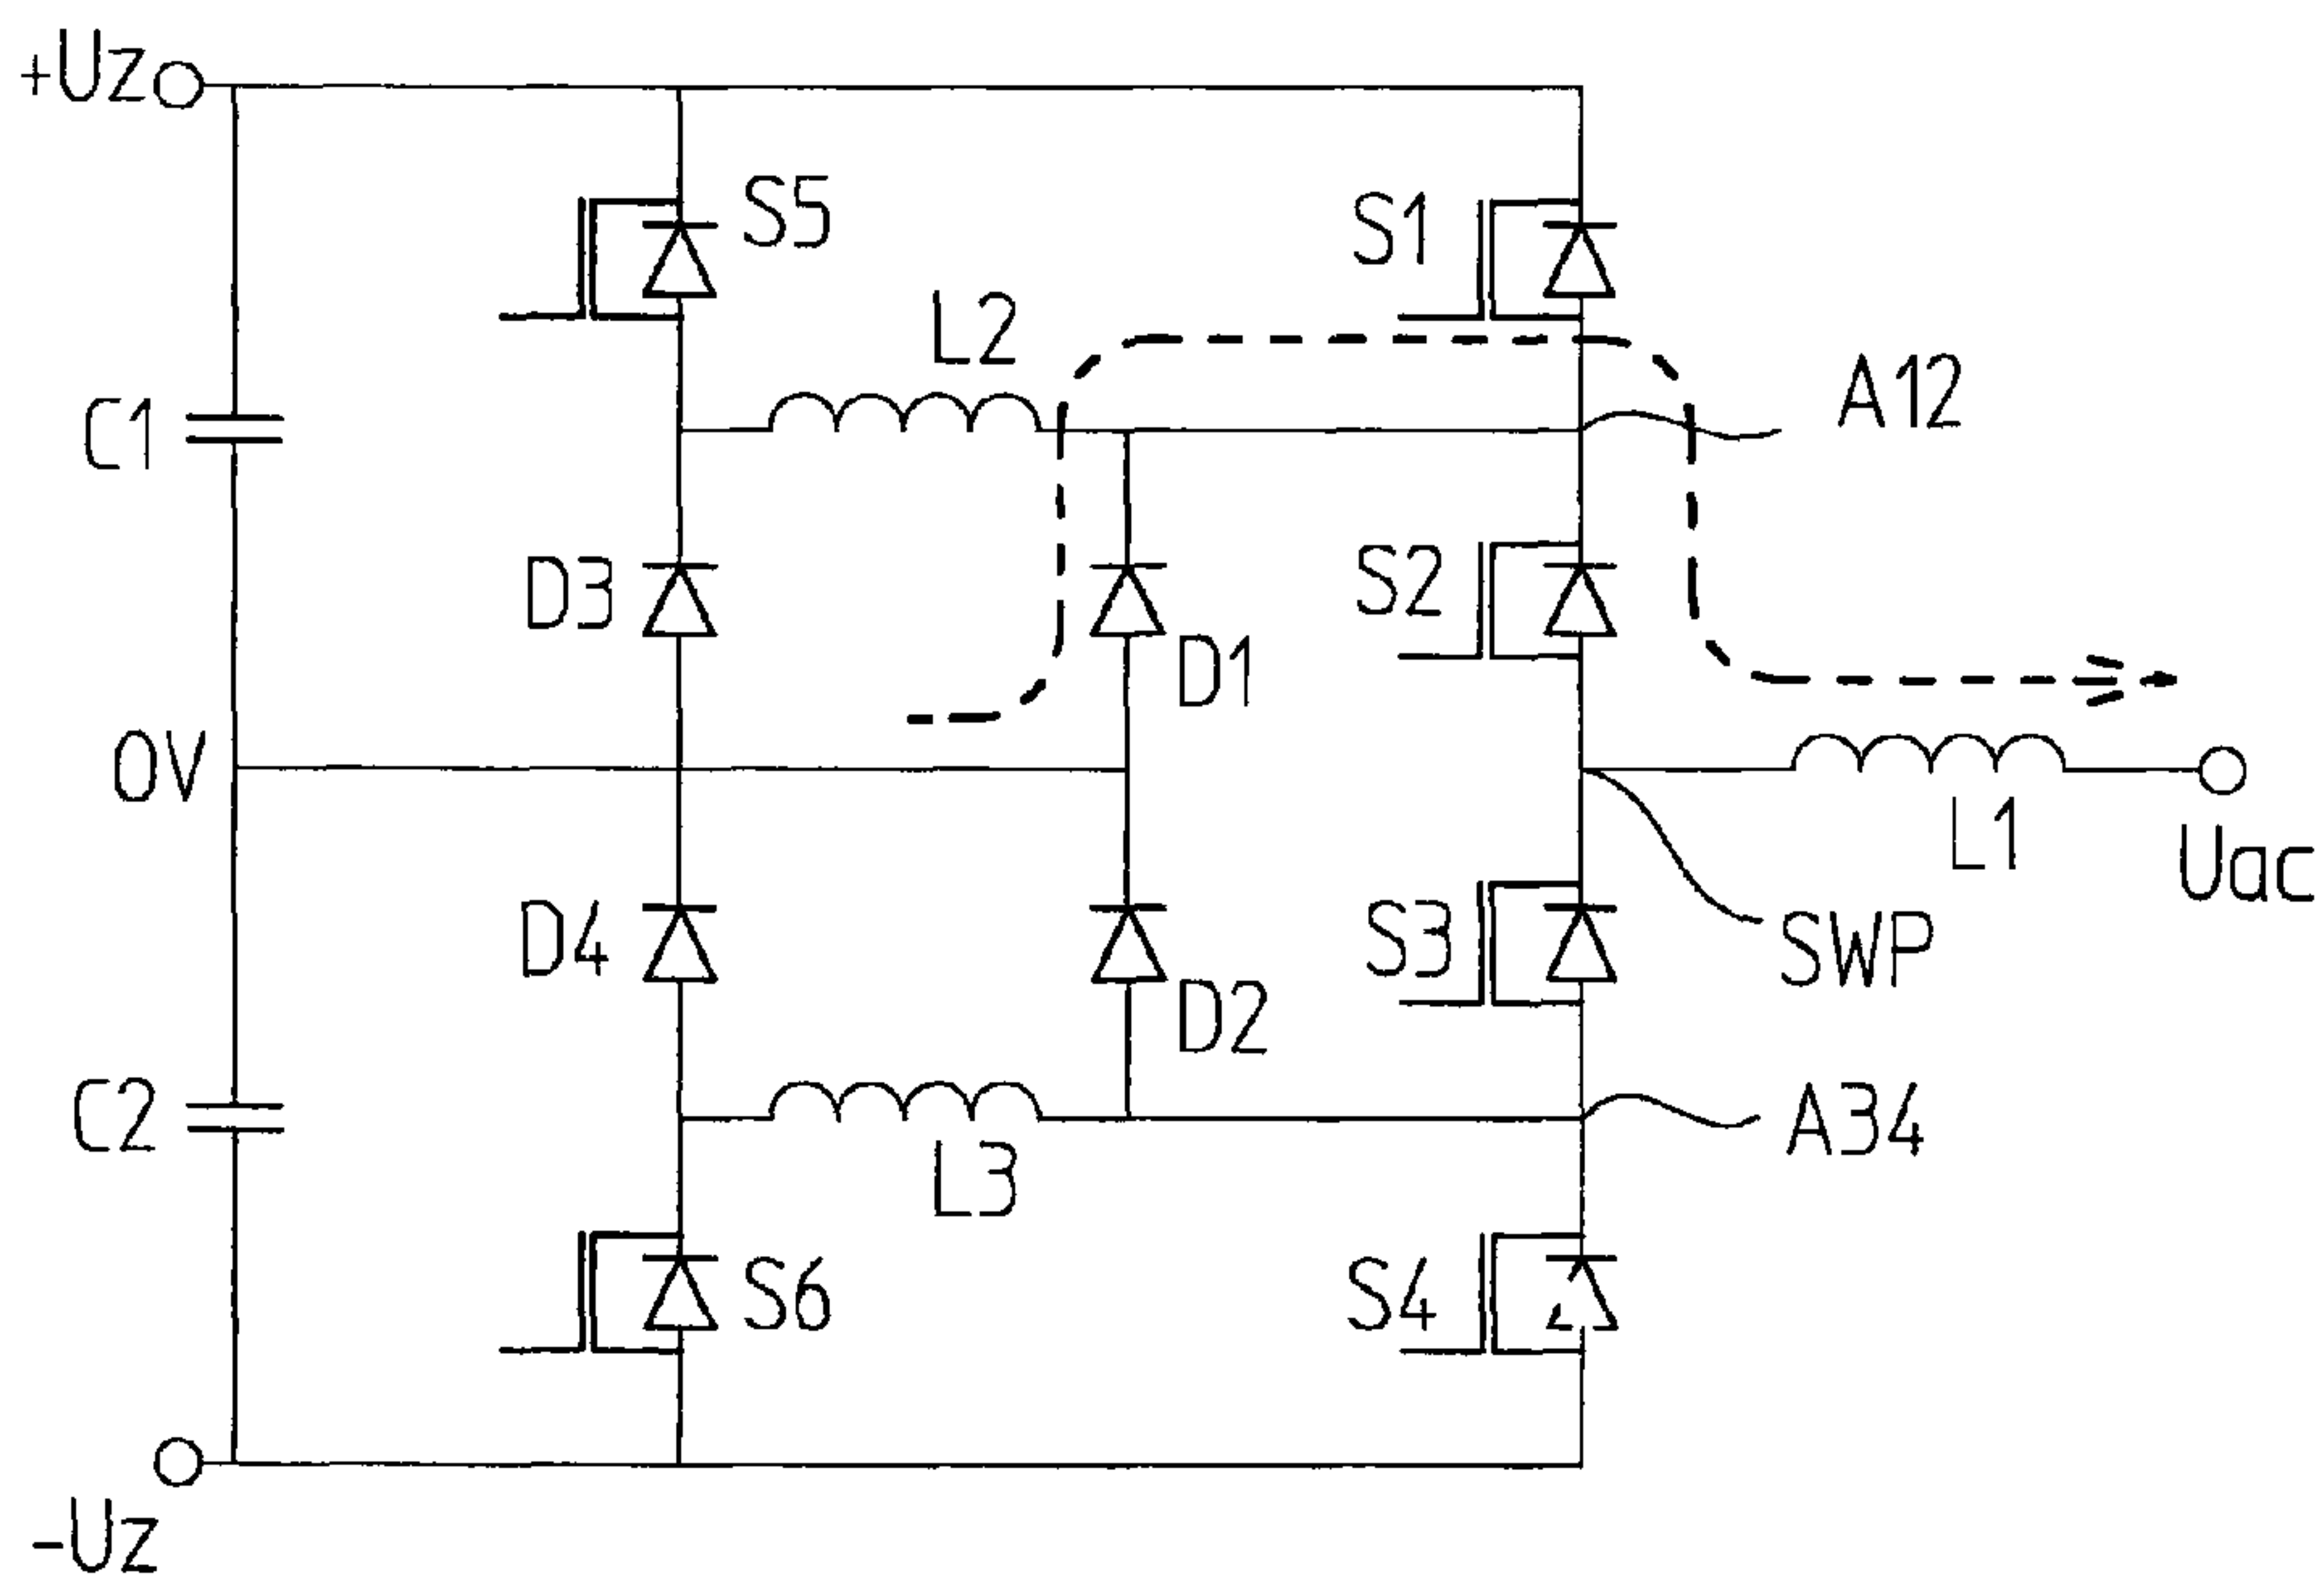 +Uz
S5
S1
L2
A12
C1
D3
S2
D1
0V
L1
Uac
D4
S3
SWP
D2
C2
A34
L3
S6
S4
-Uz